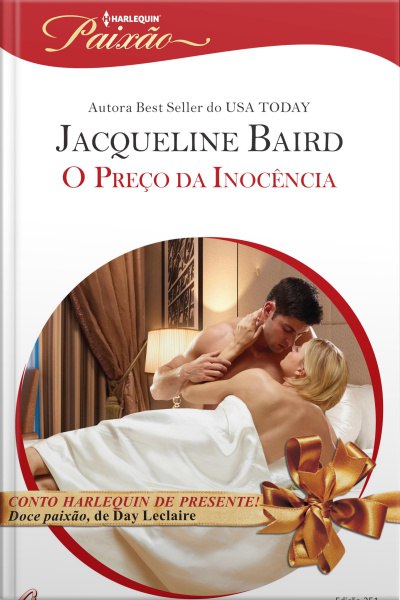 HARLEQUIN
Paixão
Autora Best Seller do USA TODAY
JACQUELINE BAIRD
O PREÇO DA INOCÊNCIA
CONTO HARLEQUIN DE PRESENTE!
Doce paixão, de Day Leclaire